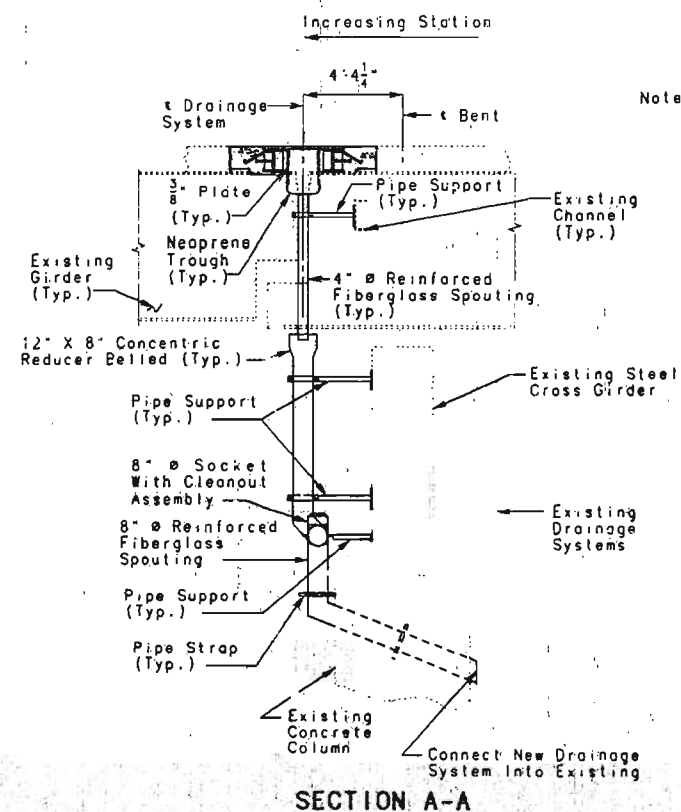 Increasing Station
4'-4 1/4"
Note
℄ Drainage
System
℄ Bent
3/8" Plate
(Typ.)
Pipe Support
(Typ.)
Existing
Channel
(Typ.)
Neoprene
Trough
(Typ.)
Existing
Girder
(Typ.)
4" Ø Reinforced
Fiberglass Spouting
(Typ.)
12" X 8" Concentric
Reducer Belled (Typ.)
Existing Steel
Cross Girder
Pipe Support
(Typ.)
8" Ø Socket
With Cleanout
Assembly
8" Ø Reinforced
Fiberglass
Spouting
Existing
Drainage
Systems
Pipe Support
(Typ.)
Pipe Strap
(Typ.)
Existing
Concrete
Column
Connect New Drainage
System Into Existing
SECTION A-A